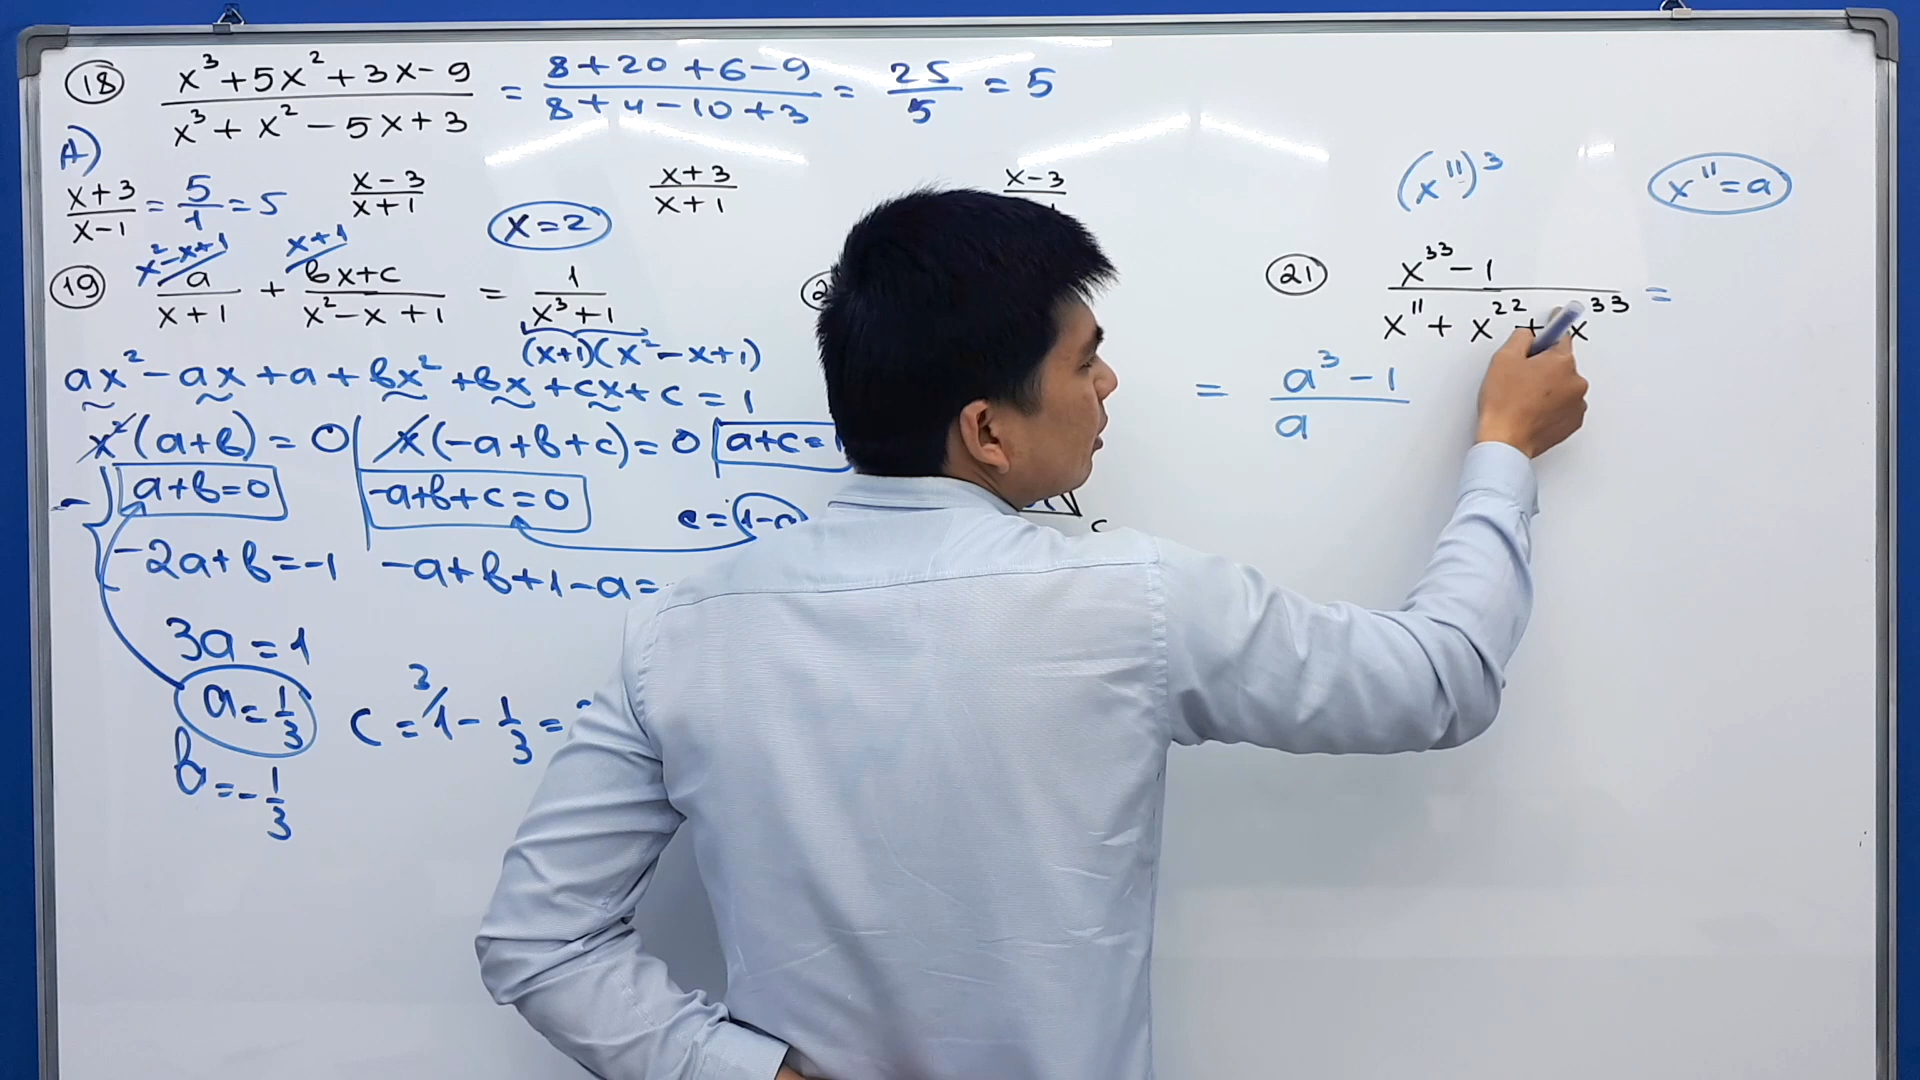 18 x³+5x²+3x-9 / x³+x²-5x+3 = 8+20+6-9 / 8+4-10+3 = 25/5 = 5
A)
x+3 / x-1 = 5/1 = 5
x-3 / x+1
x+3 / x+1
x-3
x=2
x²-x+1
x+1
19 a / x+1 + bx+c / x²-x+1 = 1 / x³+1
(x+1)(x²-x+1)
ax²-ax+a+bx²+bx+cx+c=1
x²(a+b)=0 | x(-a+b+c)=0 | a+c=
a+b=0
-a+b+c=0
c=
-2a+b=-1
-a+b+1-a=
3a=1
a=1/3
c=1-1/3=
3
b=-1/3
c
(x¹¹)³
x¹¹=a
21 x³³-1 / x¹¹+x²²+x³³ =
= a³-1 / a